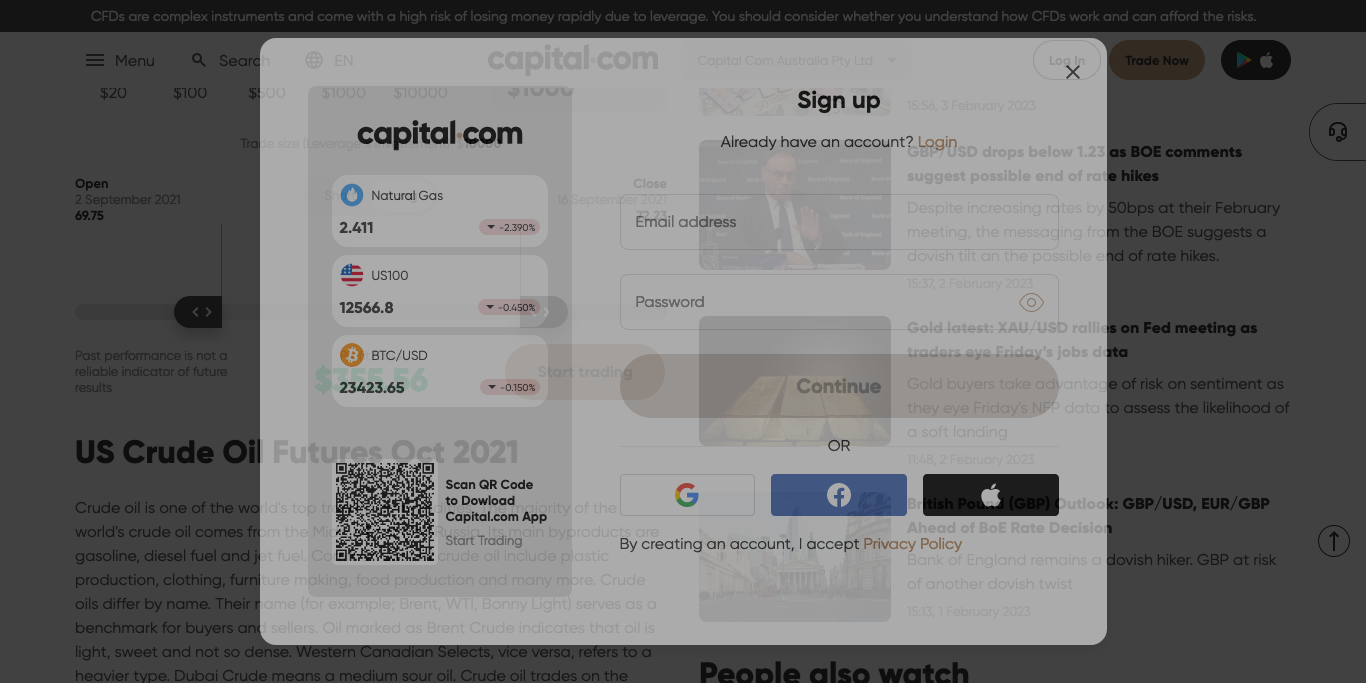 CFDs are complex instruments and come with a high risk of losing money rapidly due to leverage. You should consider whether you understand how CFDs work and can afford the risks.
Menu
Search
EN
capital.com
Capital Com Australia Pty Ltd
Log In
Trade Now
$20
$100
$500
$1000
$10000
$1000
Trade size (Leverage
Open
2 September 2021
69.75
Close
16 September 2021
72.23
Past performance is not a
reliable indicator of future
results
$355.56
Start trading
US Crude Oil Futures Oct 2021
Crude oil is one of the world's top majority of the
world's crude oil comes from the Russia. Its main byproducts are
gasoline, diesel fuel and jet fuel. crude oil include plastic
production, clothing, furniture making, food production and many more. Crude
oils differ by name. Their name (for example; Brent, WTI, Bonny Light) serves as a
benchmark for buyers and sellers. Oil marked as Brent Crude indicates that oil is
light, sweet and not so dense. Western Canadian Selects, vice versa, refers to a
heavier type. Dubai Crude means a medium sour oil. Crude oil trades on the
capital.com
Natural Gas
2.411
-2.390%
US100
12566.8
-0.450%
BTC/USD
23423.65
-0.150%
Scan QR Code
to Dowload
Capital.com App
Start Trading
Sign up
Already have an account? Login
Email address
Password
Continue
OR
By creating an account, I accept Privacy Policy
15:56, 3 February 2023
GBP/USD drops below 1.23 as BOE comments
suggest possible end of rate hikes
Despite increasing rates by 50bps at their February
meeting, the messaging from the BOE suggests a
dovish tilt an the possible end of rate hikes.
15:37, 2 February 2023
Gold latest: XAU/USD rallies on Fed meeting as
traders eye Friday's jobs data
Gold buyers take advantage of risk on sentiment as
they eye Friday's NFP data to assess the likelihood of
a soft landing
11:48, 2 February 2023
British Pound (GBP) Outlook: GBP/USD, EUR/GBP
Ahead of BoE Rate Decision
Bank of England remains a dovish hiker. GBP at risk
of another dovish twist
15:13, 1 February 2023
People also watch